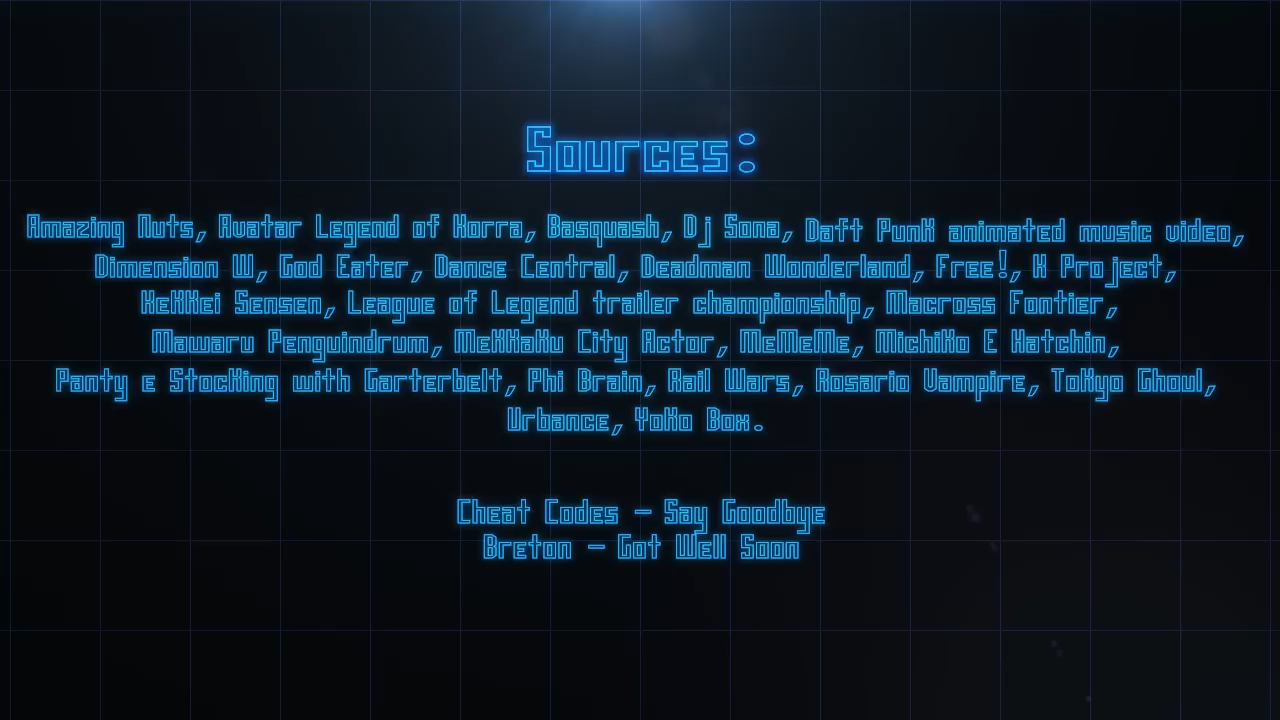 Sources:
Amazing Nuts, Avatar Legend of Korra, Basquash, Dj Sona, Daft Punk animated music video,
Dimension W, God Eater, Dance Central, Deadman Wonderland, Free!, K Project,
Kekkei Sensen, League of Legend trailer championship, Macross Fontier,
Mawaru Penguindrum, Mekkaku City Actor, MeMeMe, Michiko E Hatchin,
Panty e Stocking with Garterbelt, Phi Brain, Rail Wars, Rosario Vampire, Tokyo Ghoul,
Urbance, Yoko Box.
Cheat Codes - Say Goodbye
Breton - Got Well Soon